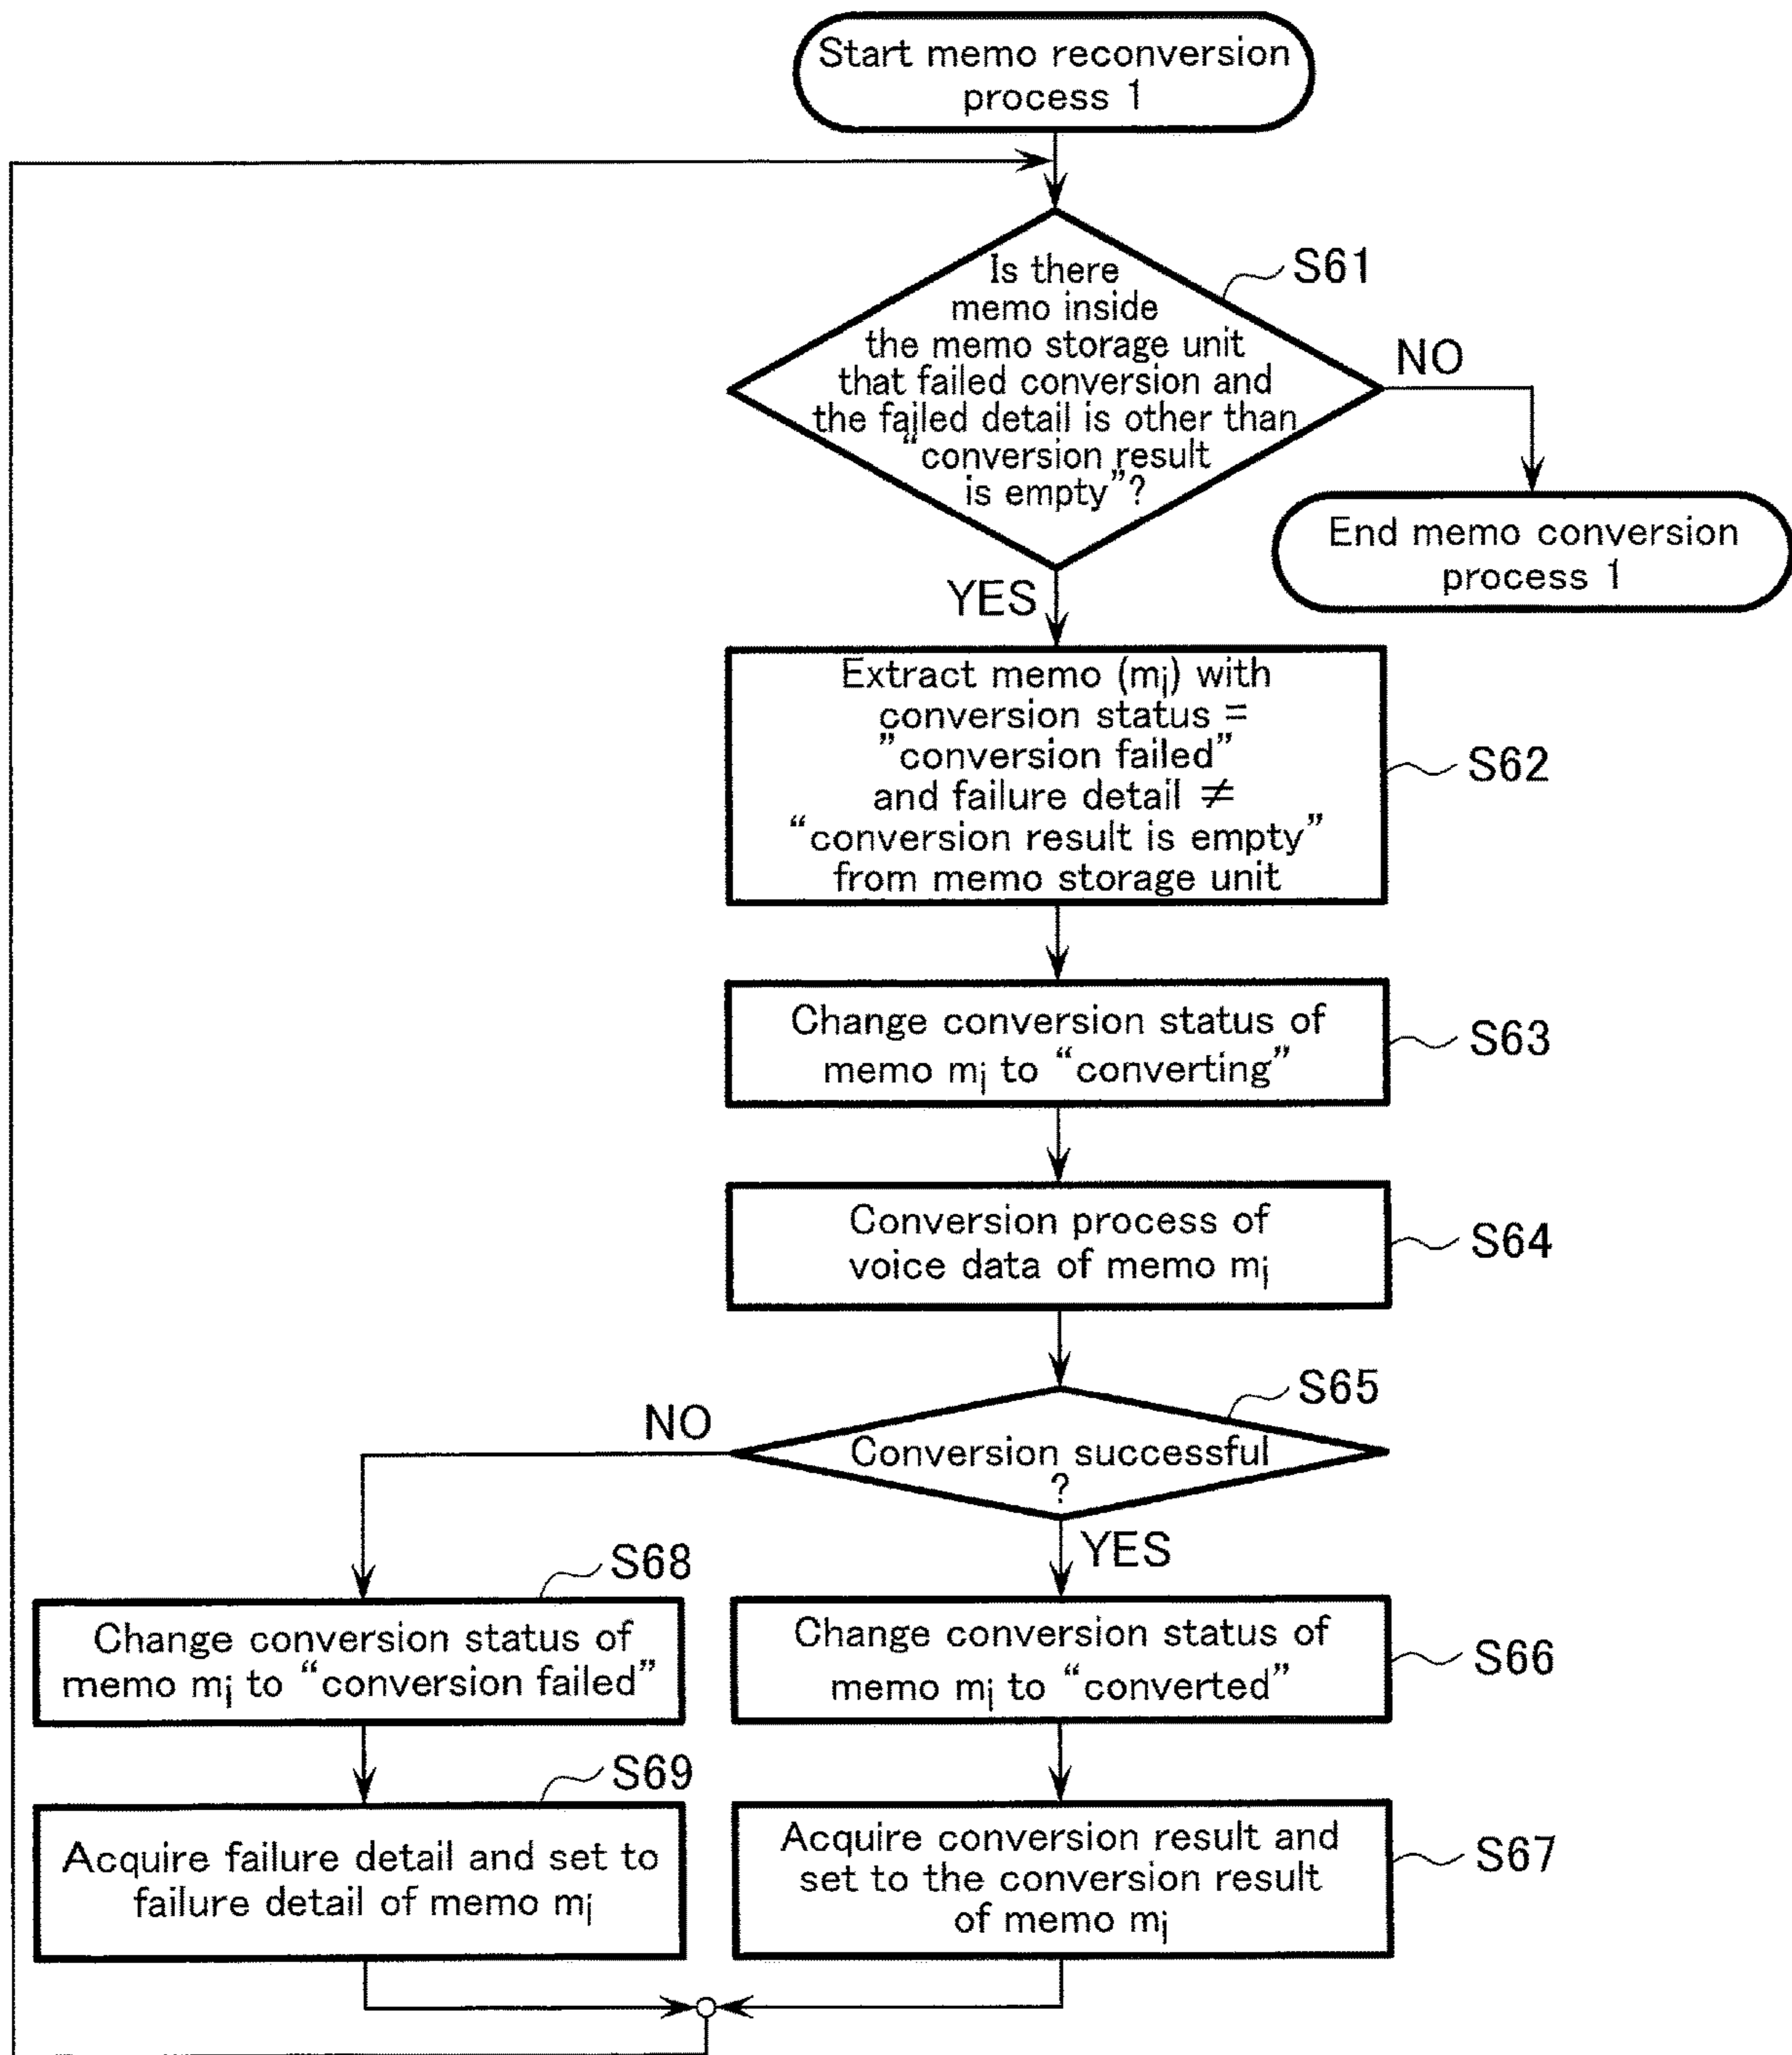 Start memo reconversion
process 1
S61
Is there
memo inside
the memo storage unit
that failed conversion and
the failed detail is other than
“conversion result
is empty”?
NO
End memo conversion
process 1
YES
Extract memo (mj) with
conversion status =
”conversion failed”
and failure detail ≠
“conversion result is empty”
from memo storage unit
S62
Change conversion status of
memo mj to “converting”
S63
Conversion process of
voice data of memo mj
S64
S65
Conversion successful
?
NO
YES
S68
Change conversion status of
memo mj to “conversion failed”
Change conversion status of
memo mj to “converted”
S66
S69
Acquire failure detail and set to
failure detail of memo mj
Acquire conversion result and
set to the conversion result
of memo mj
S67